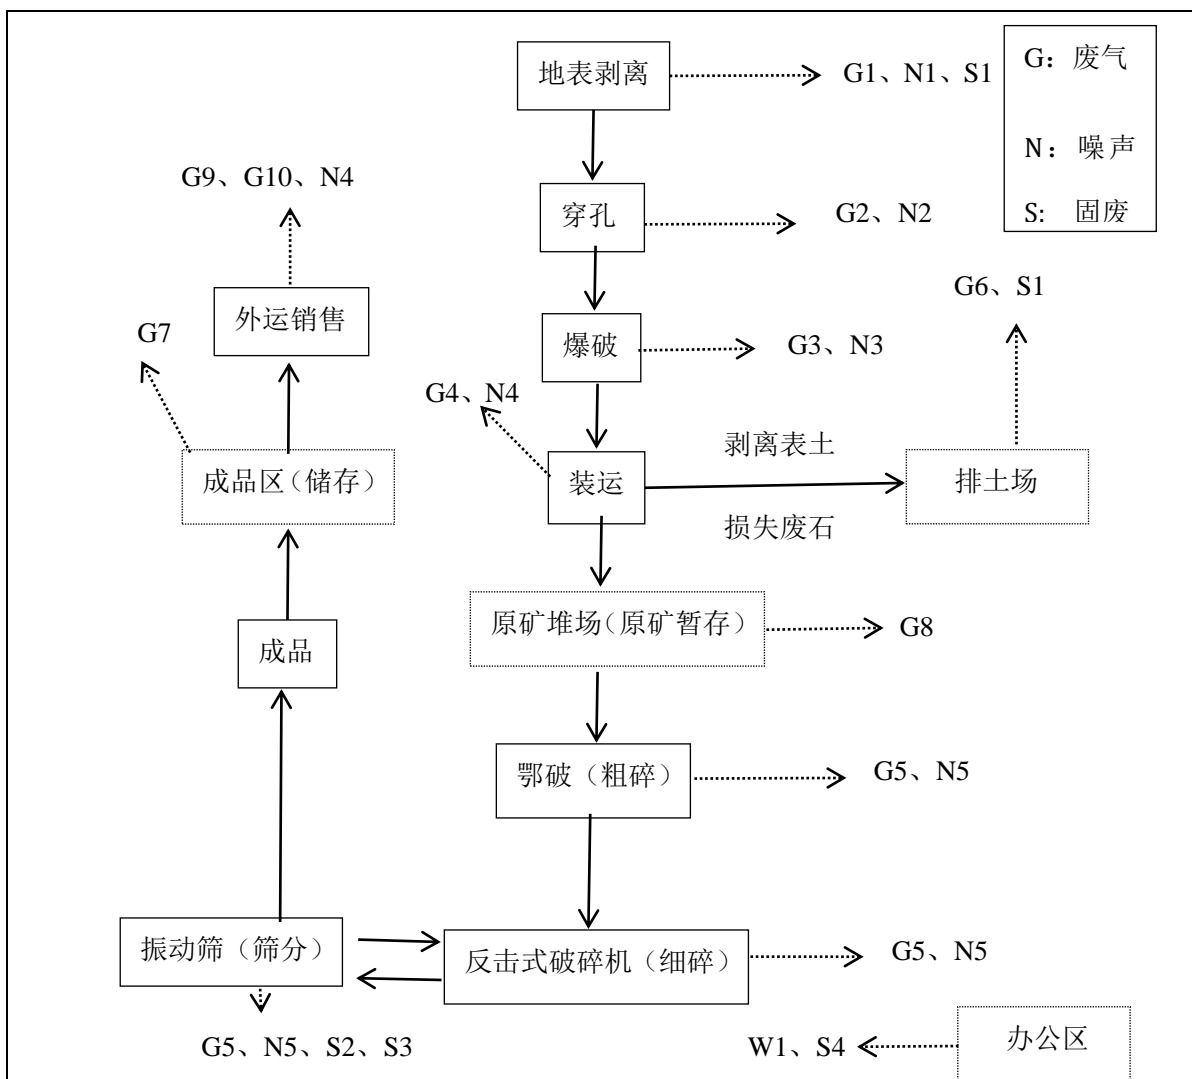 地表剥离
G1、N1、S1
G：废气
N：噪声
S:  固废
G9、G10、N4
穿孔
G2、N2
G6、S1
外运销售
G7
爆破
G3、N3
G4、N4
剥离表土
成品区（储存）
装运
排土场
损失废石
原矿堆场（原矿暂存）
G8
成品
鄂破（粗碎）
G5、N5
振动筛（筛分）
反击式破碎机（细碎）
G5、N5
G5、N5、S2、S3
W1、S4
办公区